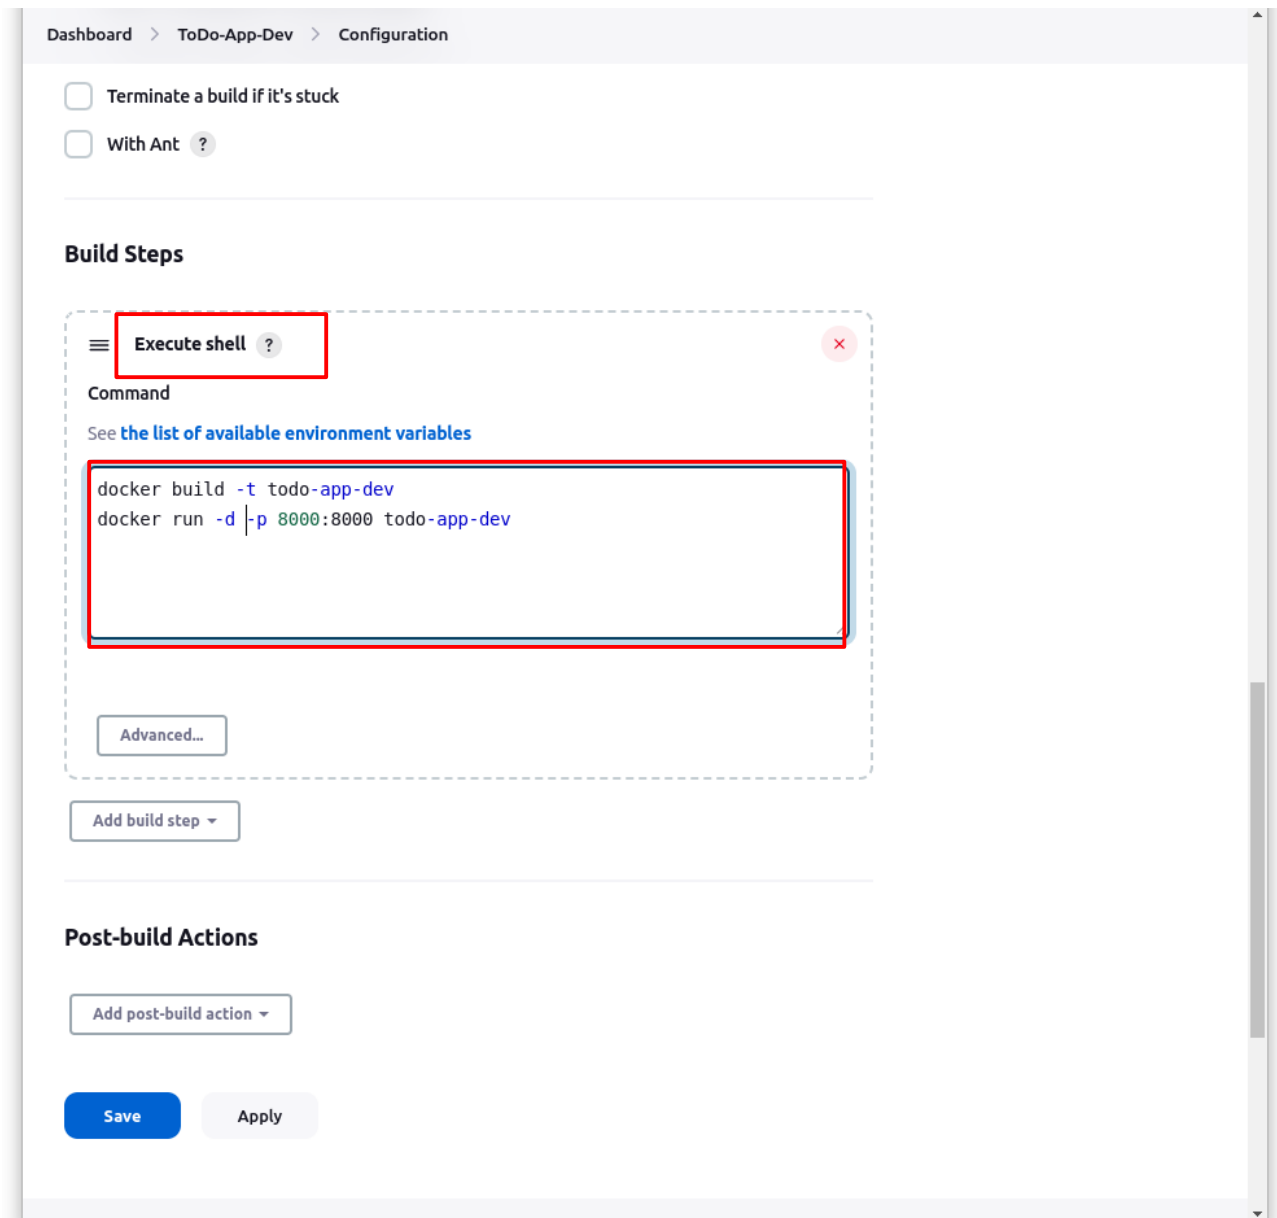 Dashboard > ToDo-App-Dev > Configuration
Terminate a build if it's stuck
With Ant ?
Build Steps
Execute shell ?
Command
See the list of available environment variables
docker build -t todo-app-dev
docker run -d -p 8000:8000 todo-app-dev
Advanced...
Add build step
Post-build Actions
Add post-build action
Save Apply